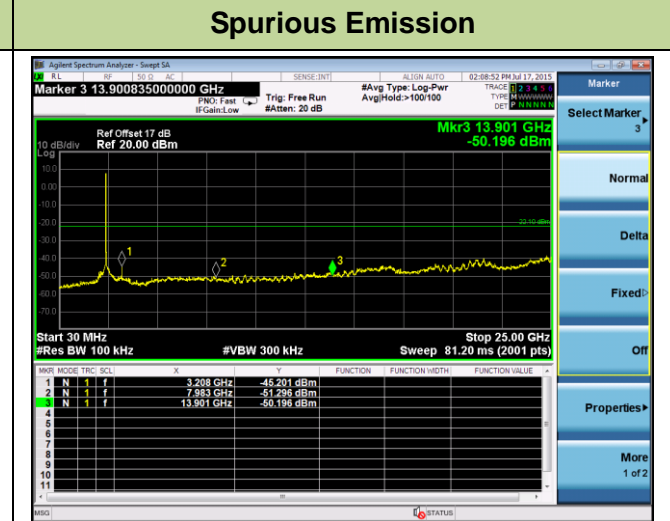 Spurious Emission
Agilent Spectrum Analyzer - Swept SA
RL RF 50 Ω AC SENSE:INT ALIGN AUTO 02:08:52 PM Jul 17, 2015
Marker 3 13.900835000000 GHz
PNO: Fast
IFGain:Low
Trig: Free Run
#Atten: 20 dB
#Avg Type: Log-Pwr
Avg|Hold:>100/100
TRACE 1 2 3 4 5 6
TYPE M WWWWW
DET P N N N N N
Marker
Select Marker
3
Normal
Delta
Fixed
Off
Properties
More
1 of 2
Mkr3 13.901 GHz
-50.196 dBm
Ref Offset 17 dB
10 dB/div Ref 20.00 dBm
Log
10.0
0.00
-10.0
-20.0
-22.10 dBm
-30.0
-40.0
-50.0
-60.0
-70.0
1
2
3
Start 30 MHz Stop 25.00 GHz
#Res BW 100 kHz #VBW 300 kHz Sweep 81.20 ms (2001 pts)
MKR MODE TRC SCL X Y FUNCTION FUNCTION WIDTH FUNCTION VALUE
1 N 1 f 3.208 GHz -45.201 dBm
2 N 1 f 7.983 GHz -51.296 dBm
3 N 1 f 13.901 GHz -50.196 dBm
4
5
6
7
8
9
10
11
MSG STATUS